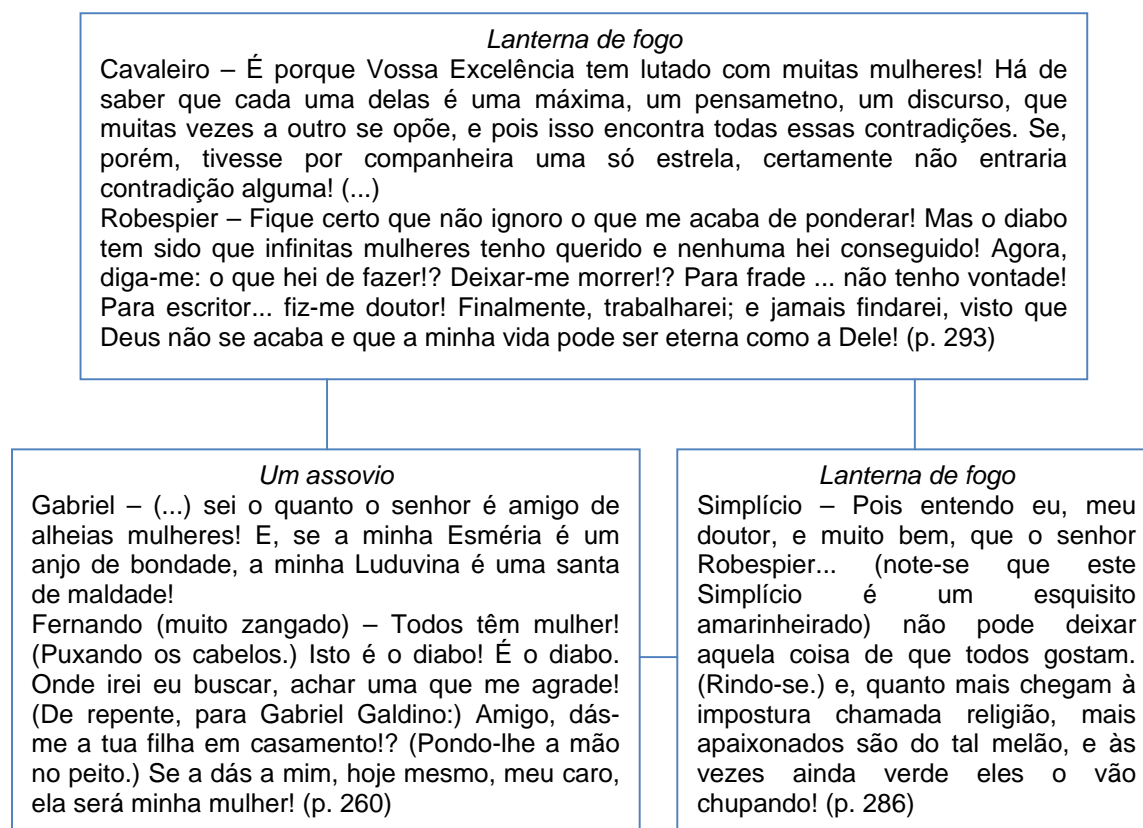 Lanterna de fogo
Cavaleiro – É porque Vossa Excelência tem lutado com muitas mulheres! Há de
saber que cada uma delas é uma máxima, um pensametno, um discurso, que
muitas vezes a outro se opõe, e pois isso encontra todas essas contradições. Se,
porém, tivesse por companheira uma só estrela, certamente não entraria
contradição alguma! (...)
Robespier – Fique certo que não ignoro o que me acaba de ponderar! Mas o diabo
tem sido que infinitas mulheres tenho querido e nenhuma hei conseguido! Agora,
diga-me: o que hei de fazer!? Deixar-me morrer!? Para frade ... não tenho vontade!
Para escritor... fiz-me doutor! Finalmente, trabalharei; e jamais findarei, visto que
Deus não se acaba e que a minha vida pode ser eterna como a Dele! (p. 293)
Um assovio
Gabriel – (...) sei o quanto o senhor é amigo de
alheias mulheres! E, se a minha Esméria é um
anjo de bondade, a minha Luduvina é uma santa
de maldade!
Fernando (muito zangado) – Todos têm mulher!
(Puxando os cabelos.) Isto é o diabo! É o diabo.
Onde irei eu buscar, achar uma que me agrade!
(De repente, para Gabriel Galdino:) Amigo, dás-
me a tua filha em casamento!? (Pondo-lhe a mão
no peito.) Se a dás a mim, hoje mesmo, meu caro,
ela será minha mulher! (p. 260)
Lanterna de fogo
Simplício – Pois entendo eu, meu
doutor, e muito bem, que o senhor
Robespier... (note-se que este
Simplício é um esquisito
amarinheirado) não pode deixar
aquela coisa de que todos gostam.
(Rindo-se.) e, quanto mais chegam à
impostura chamada religião, mais
apaixonados são do tal melão, e às
vezes ainda verde eles o vão
chupando! (p. 286)